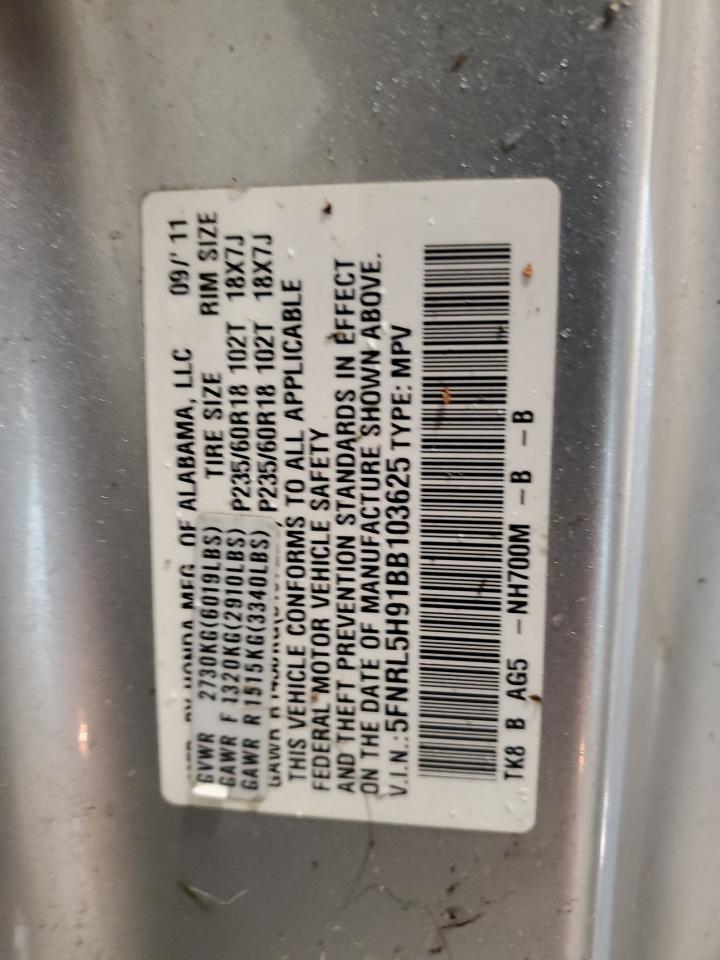 MFD. BY HONDA MFG. OF ALABAMA, LLC 09/' 11
TIRE SIZE RIM SIZE
GVWR 2730KG(6019LBS)
GAWR F 1320KG(2910LBS) P235/60R18 102T 18X7J
GAWR R 1515KG(3340LBS) P235/60R18 102T 18X7J
GAWR R
THIS VEHICLE CONFORMS TO ALL APPLICABLE
FEDERAL MOTOR VEHICLE SAFETY
AND THEFT PREVENTION STANDARDS IN EFFECT
ON THE DATE OF MANUFACTURE SHOWN ABOVE.
V.I.N.:5FNRL5H91BB103625 TYPE: MPV
TK8 B AG5 -NH700M -B -B